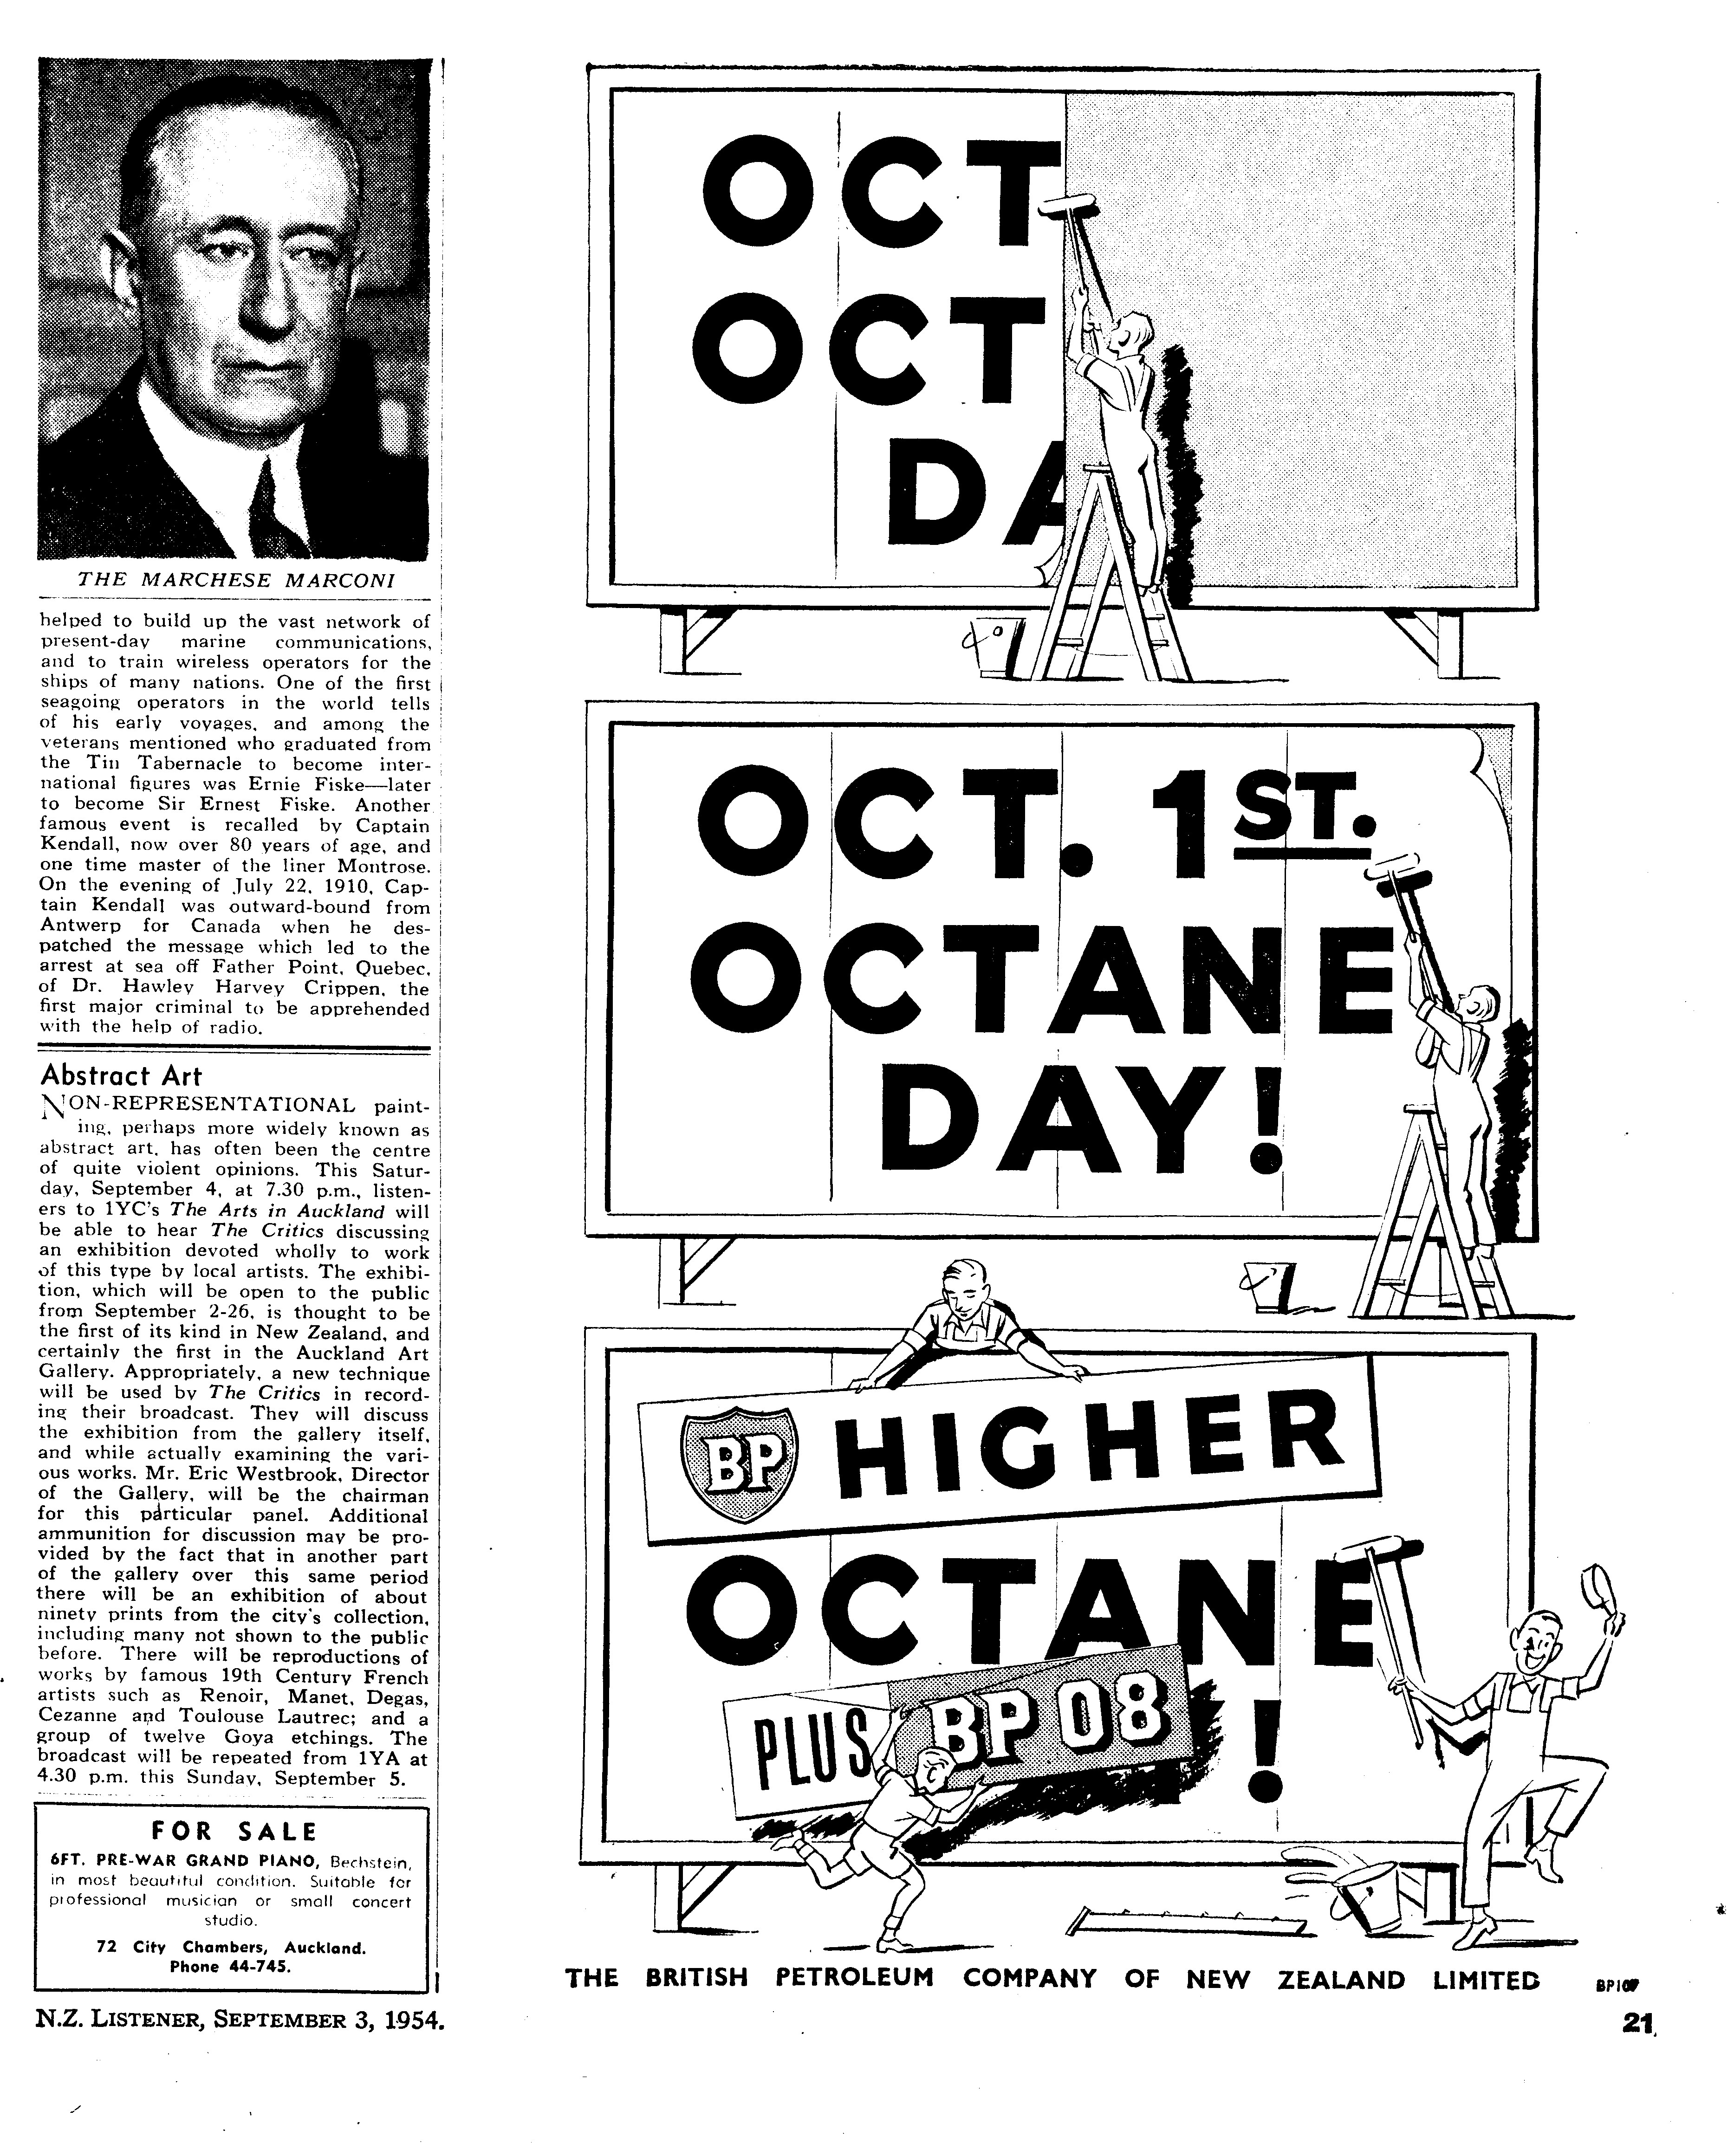 THE MARCHESE MARCONI
helped to build up the vast network of
present-day marine communications,
and to train wireless operators for the
ships of many nations. One of the first
seagoing operators in the world tells
of his early voyages, and among the
veterans mentioned who graduated from
the Tin Tabernacle to become inter-
national figures was Ernie Fiske—later
to become Sir Ernest Fiske. Another
famous event is recalled by Captain
Kendall, now over 80 years of age, and
one time master of the liner Montrose.
On the evening of July 22, 1910, Cap-
tain Kendall was outward-bound from
Antwerp for Canada when he des-
patched the message which led to the
arrest at sea off Father Point, Quebec,
of Dr. Hawley Harvey Crippen, the
first major criminal to be apprehended
with the help of radio.
Abstract Art
NON-REPRESENTATIONAL paint-
ing, perhaps more widely known as
abstract art, has often been the centre
of quite violent opinions. This Satur-
day, September 4, at 7.30 p.m., listen-
ers to 1YC's The Arts in Auckland will
be able to hear The Critics discussing
an exhibition devoted wholly to work
of this type by local artists. The exhibi-
tion, which will be open to the public
from September 2-26, is thought to be
the first of its kind in New Zealand, and
certainly the first in the Auckland Art
Gallery. Appropriately, a new technique
will be used by The Critics in record-
ing their broadcast. They will discuss
the exhibition from the gallery itself,
and while actually examining the vari-
ous works. Mr. Eric Westbrook, Director
of the Gallery, will be the chairman
for this particular panel. Additional
ammunition for discussion may be pro-
vided by the fact that in another part
of the gallery over this same period
there will be an exhibition of about
ninety prints from the city's collection,
including many not shown to the public
before. There will be reproductions of
works by famous 19th Century French
artists such as Renoir, Manet, Degas,
Cezanne and Toulouse Lautrec; and a
group of twelve Goya etchings. The
broadcast will be repeated from 1YA at
4.30 p.m. this Sunday, September 5.
FOR SALE
6FT. PRE-WAR GRAND PIANO, Bechstein,
in most beautiful condition. Suitable for
professional musician or small concert
studio.
72 City Chambers, Auckland.
Phone 44-745.
N.Z. LISTENER, SEPTEMBER 3, 1954.
OCT
OCT
DA
OCT. 1ST.
OCTANE
DAY!
BP HIGHER
OCTANE
PLUS BP 08 !
THE BRITISH PETROLEUM COMPANY OF NEW ZEALAND LIMITED
BP107
21